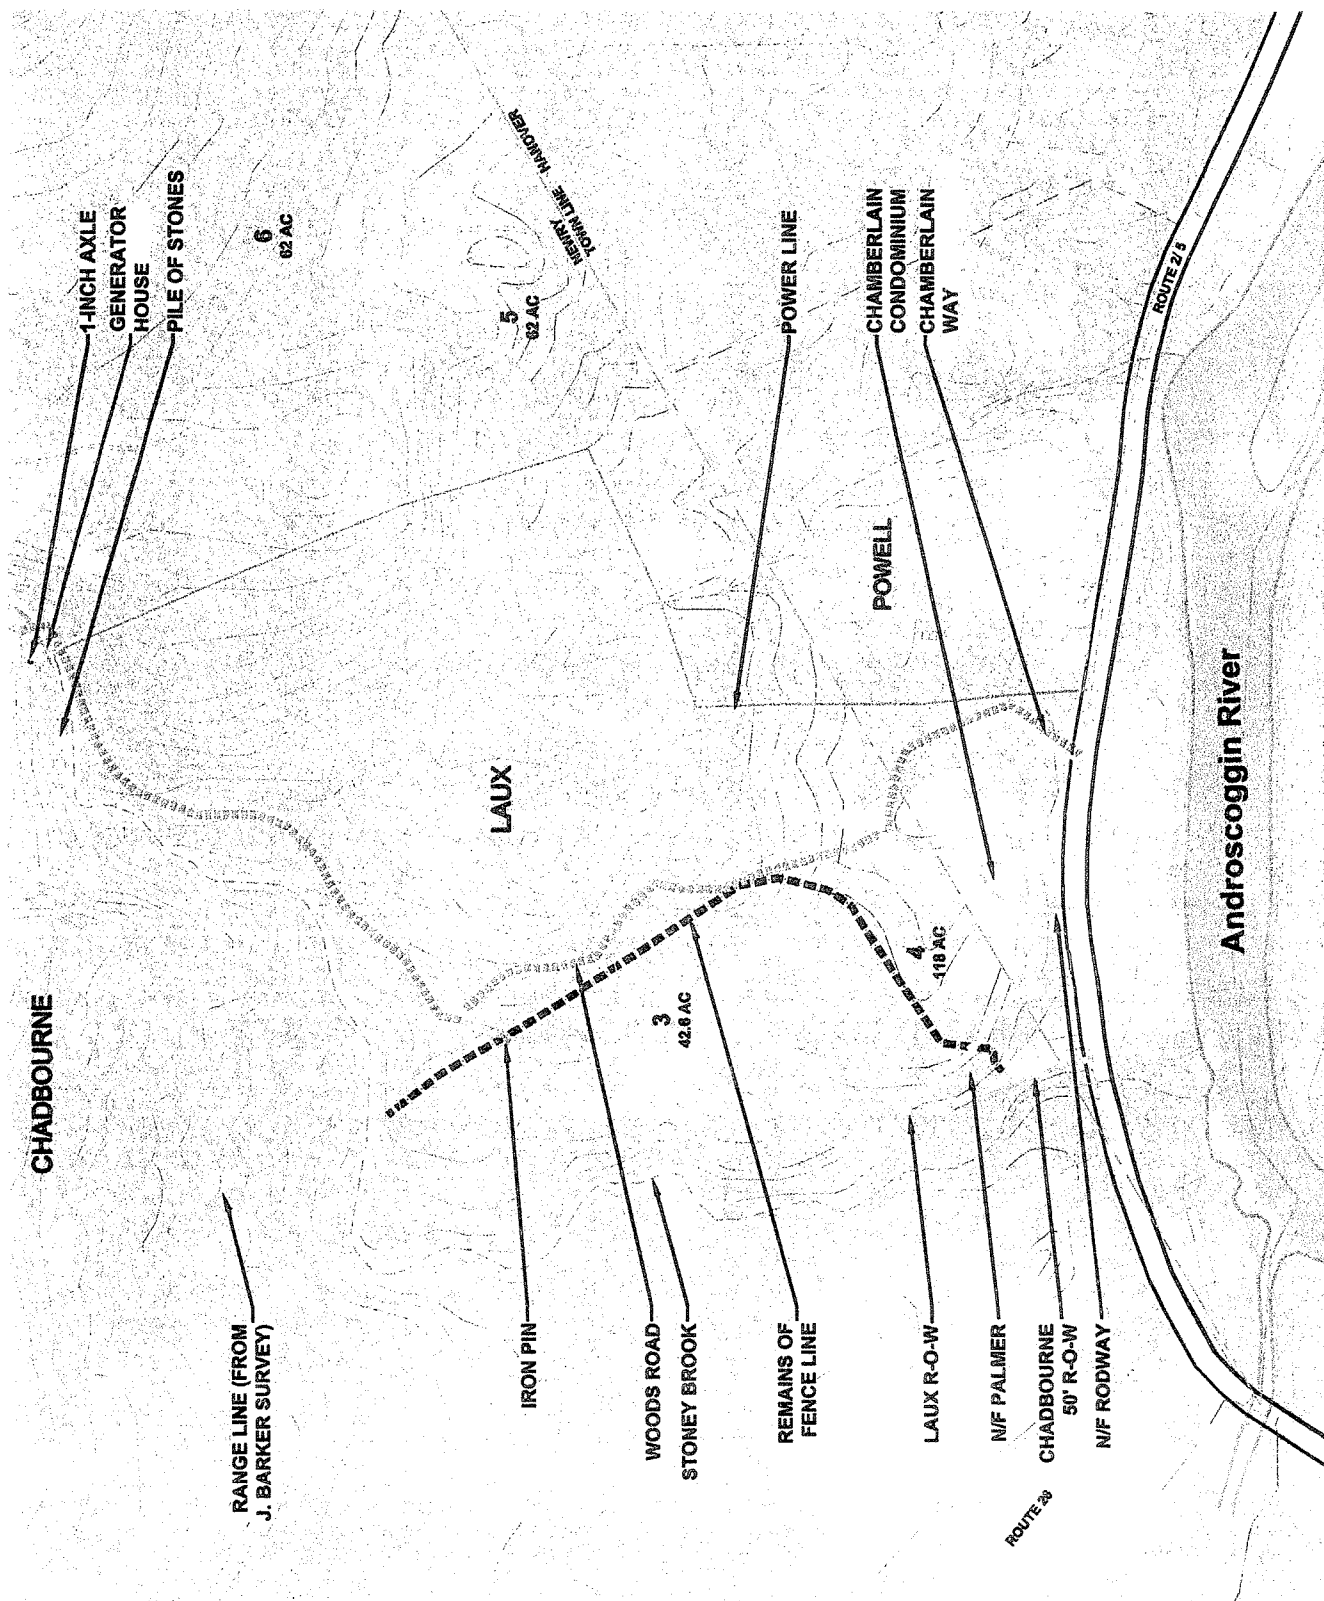 CHADBOURNE
1-INCH AXLE
GENERATOR
HOUSE
PILE OF STONES
6
62 AC
5
62 AC
NEWRY
TOWN LINE
HANOVER
POWER LINE
CHAMBERLAIN
CONDOMINIUM
CHAMBERLAIN
WAY
LAUX
POWELL
3
42.6 AC
4
118 AC
ROUTE 2/5
Androscoggin River
RANGE LINE (FROM
J. BARKER SURVEY)
IRON PIN
WOODS ROAD
STONEY BROOK
REMAINS OF
FENCE LINE
LAUX R-O-W
N/F PALMER
CHADBOURNE
50' R-O-W
N/F RODWAY